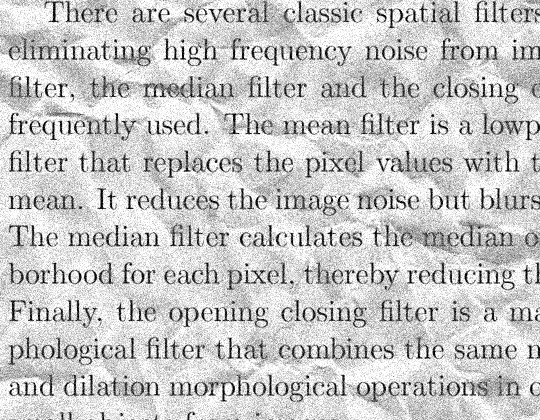 There are several classic spatial filters
eliminating high frequency noise from im
filter, the median filter and the closing
frequently used. The mean filter is a lowp
filter that replaces the pixel values with t
mean. It reduces the image noise but blurs
The median filter calculates the median o
borhood for each pixel, thereby reducing th
Finally, the opening closing filter is a ma
phological filter that combines the same
and dilation morphological operations in